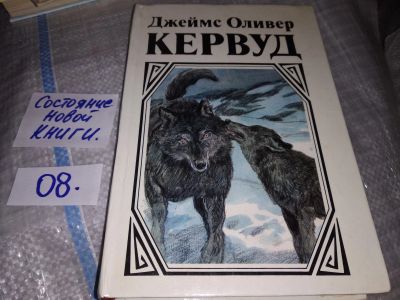 Джеймс Оливер
КЕРВУД
Состояние
новой
книги.
08.